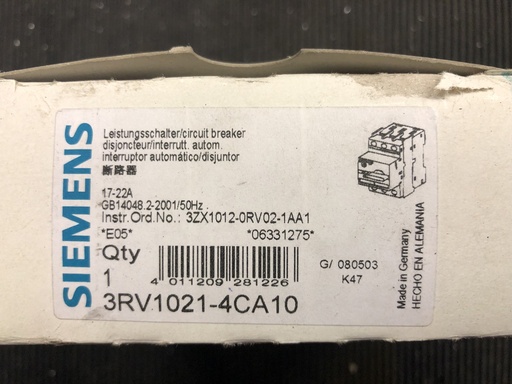 SIEMENS
Leistungsschalter/circuit breaker
disjoncteur/interrutt. autom.
interruptor automático/disjuntor
断路器
17-22A
GB14048.2-2001/50Hz
Instr.Ord.No.: 3ZX1012-0RV02-1AA1
*E05* *06331275*
Qty
1
4 011209 281226
G/ 080503
K47
3RV1021-4CA10
Made in Germany
HECHO EN ALEMANIA